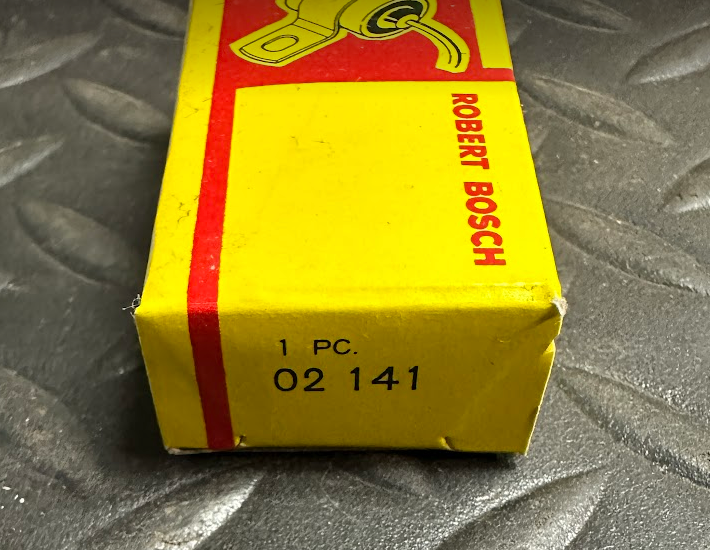 ROBERT BOSCH
1 PC.
02 141